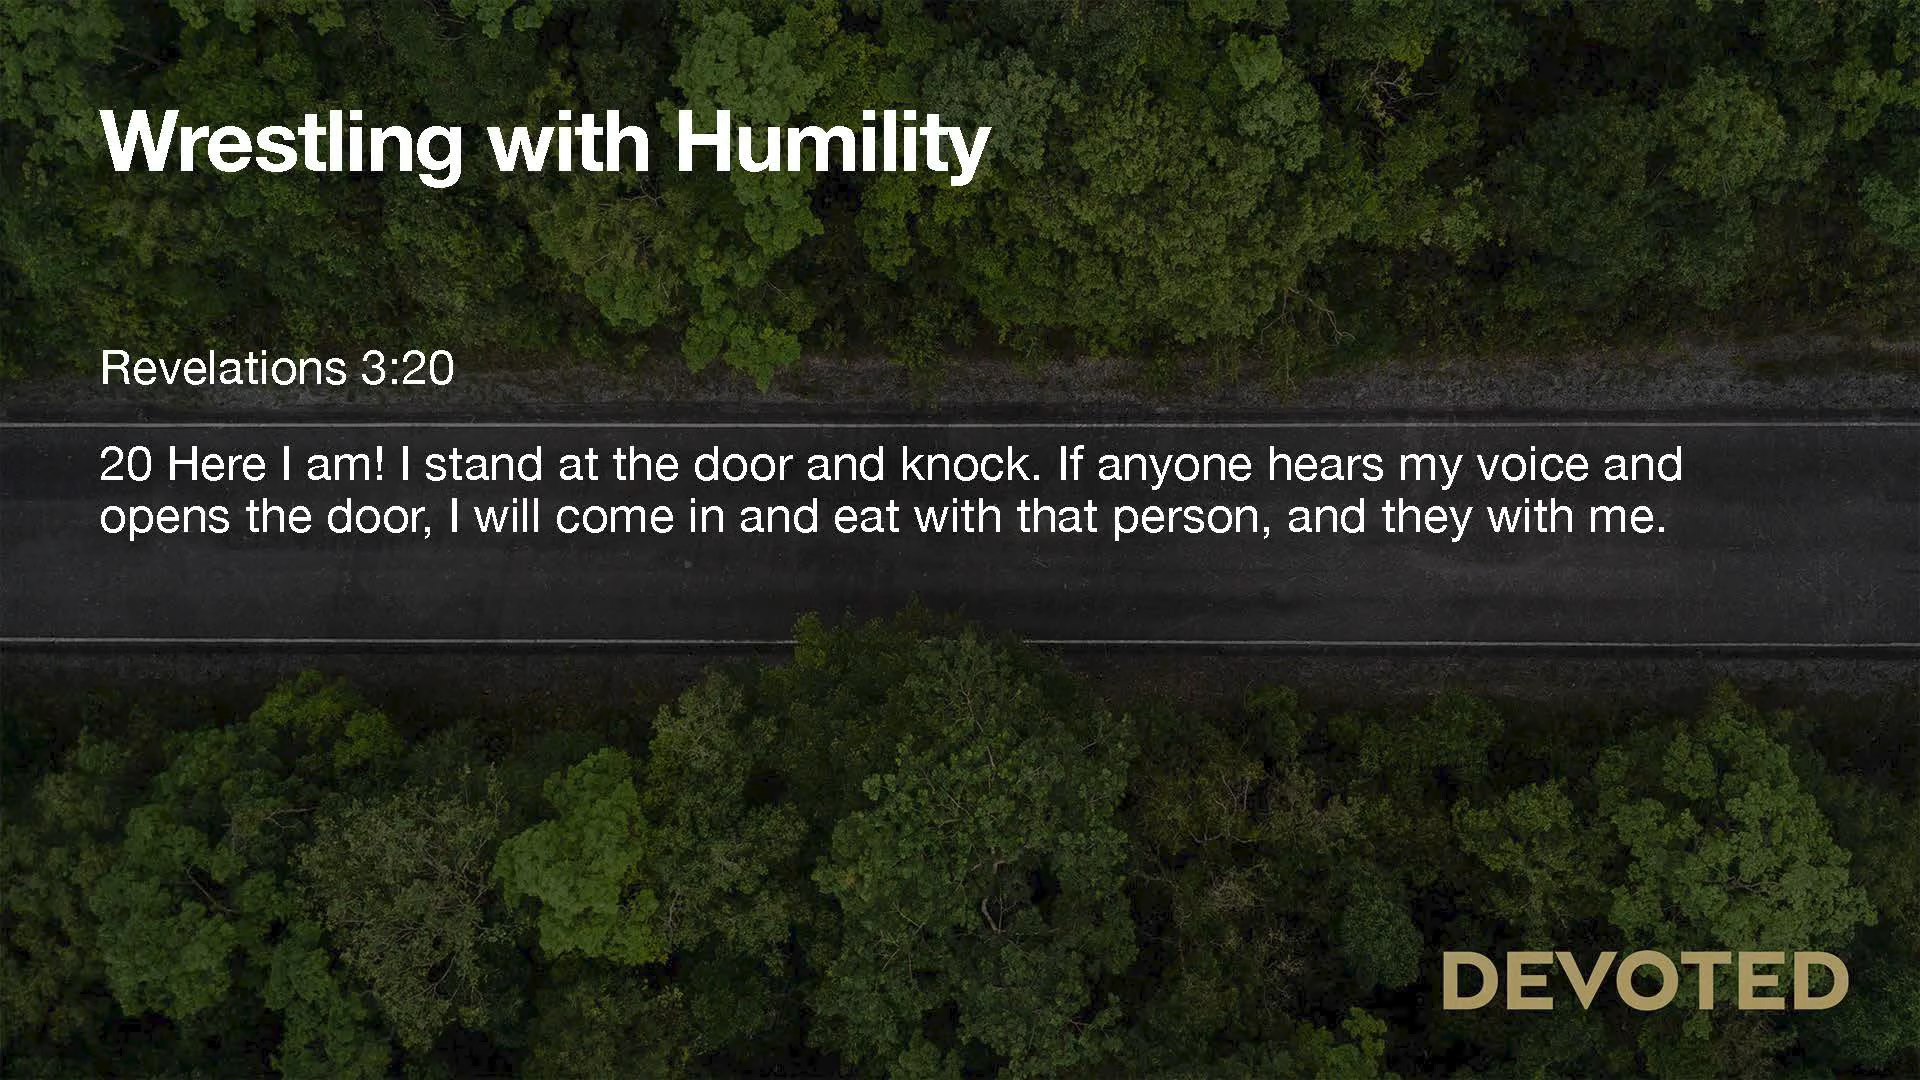 Wrestling with Humility
Revelations 3:20
20 Here I am! I stand at the door and knock. If anyone hears my voice and
opens the door, I will come in and eat with that person, and they with me.
DEVOTED